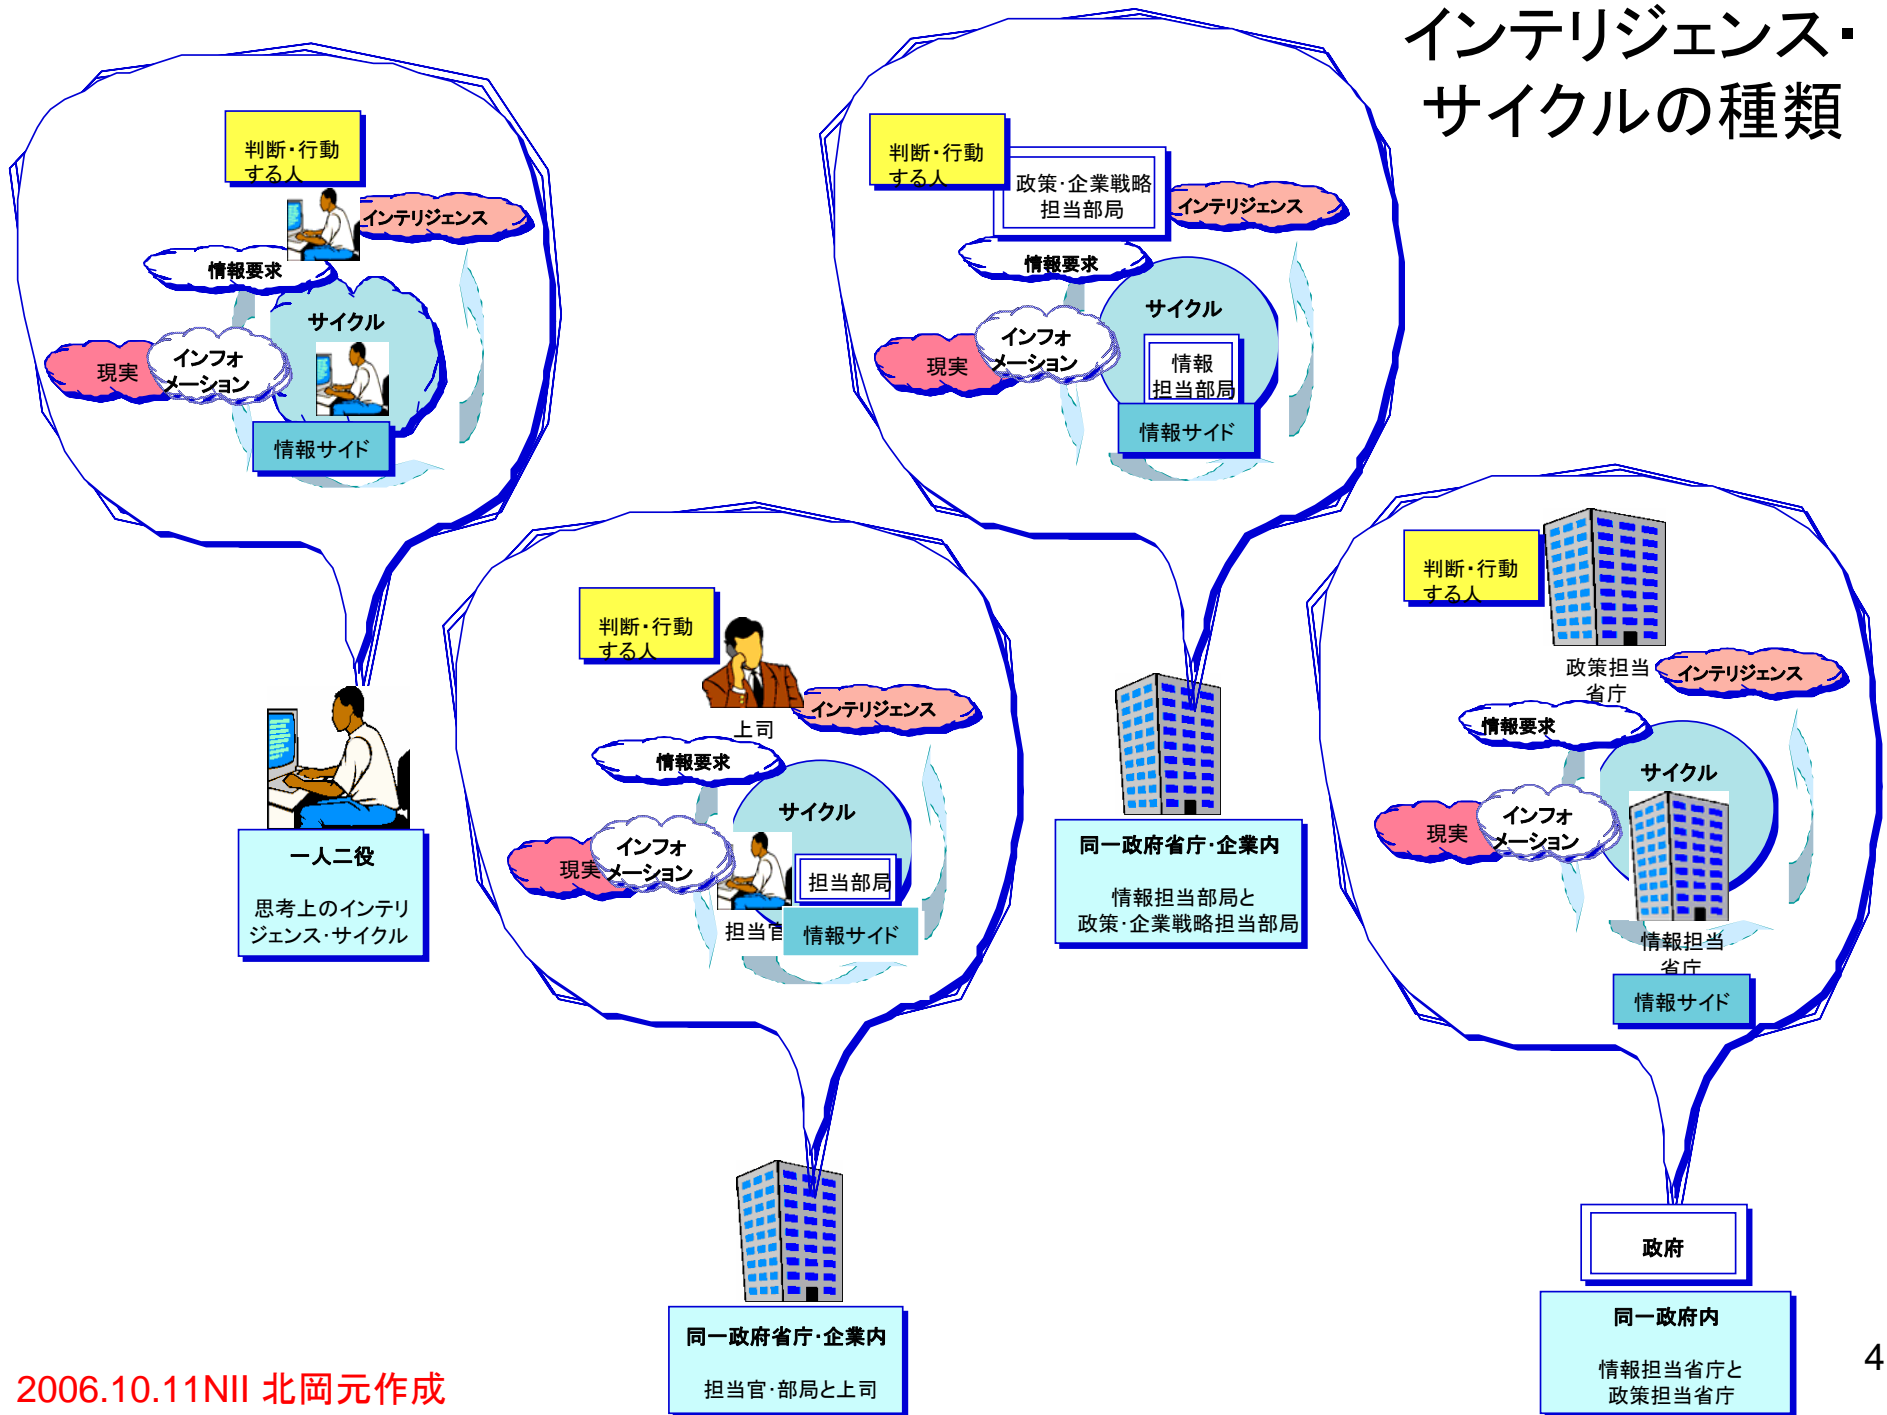 インテリジェンス・
サイクルの種類
判断・行動
する人
インテリジェンス
情報要求
サイクル
現実
インフォ
メーション
情報サイド
一人二役
思考上のインテリ
ジェンス・サイクル
判断・行動
する人
政策・企業戦略
担当部局
インテリジェンス
情報要求
サイクル
現実
インフォ
メーション
情報
担当部局
情報サイド
同一政府省庁・企業内
情報担当部局と
政策・企業戦略担当部局
判断・行動
する人
上司
インテリジェンス
情報要求
サイクル
現実
インフォ
メーション
担当部局
担当官
情報サイド
同一政府省庁・企業内
担当官・部局と上司
判断・行動
する人
政策担当
省庁
インテリジェンス
情報要求
サイクル
現実
インフォ
メーション
情報担当
省庁
情報サイド
政府
同一政府内
情報担当省庁と
政策担当省庁
2006.10.11NII 北岡元作成
4